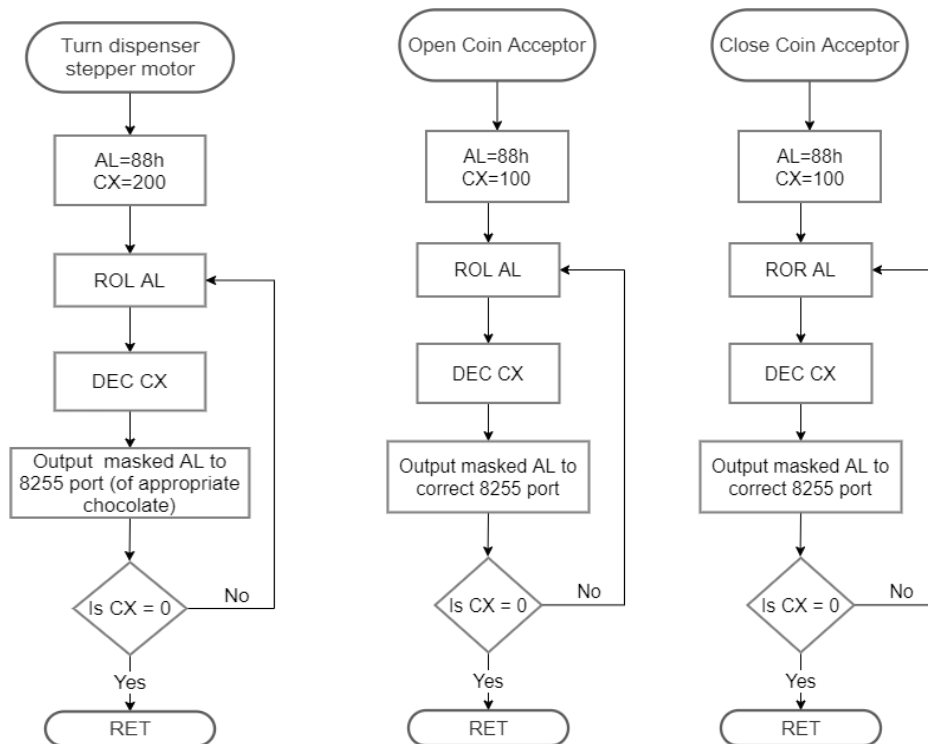 Turn dispenser
stepper motor
AL=88h
CX=200
ROL AL
DEC CX
Output masked AL to
8255 port (of appropriate
chocolate)
Is CX = 0
No
Yes
RET
Open Coin Acceptor
AL=88h
CX=100
ROL AL
DEC CX
Output masked AL to
correct 8255 port
Is CX = 0
No
Yes
RET
Close Coin Acceptor
AL=88h
CX=100
ROR AL
DEC CX
Output masked AL to
correct 8255 port
Is CX = 0
No
Yes
RET